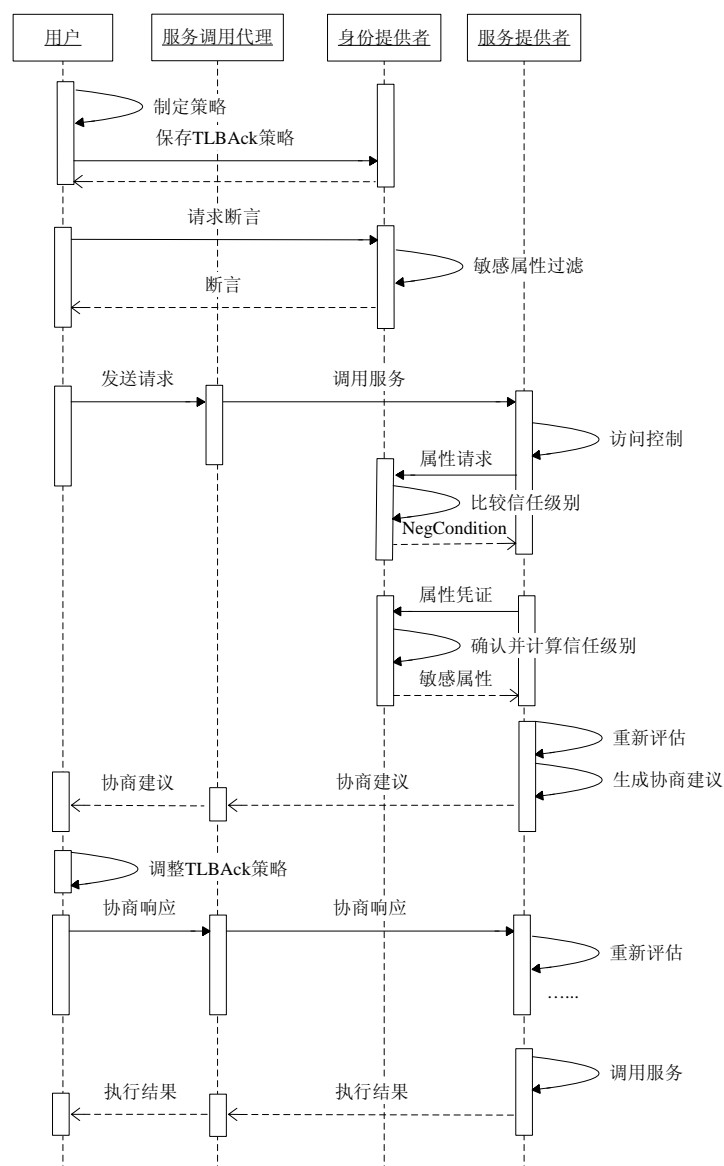 用户
服务调用代理
身份提供者
服务提供者
制定策略
保存TLBAck策略
请求断言
敏感属性过滤
断言
发送请求
调用服务
访问控制
属性请求
比较信任级别
NegCondition
属性凭证
确认并计算信任级别
敏感属性
重新评估
生成协商建议
协商建议
协商建议
调整TLBAck策略
协商响应
协商响应
重新评估
…...
调用服务
执行结果
执行结果